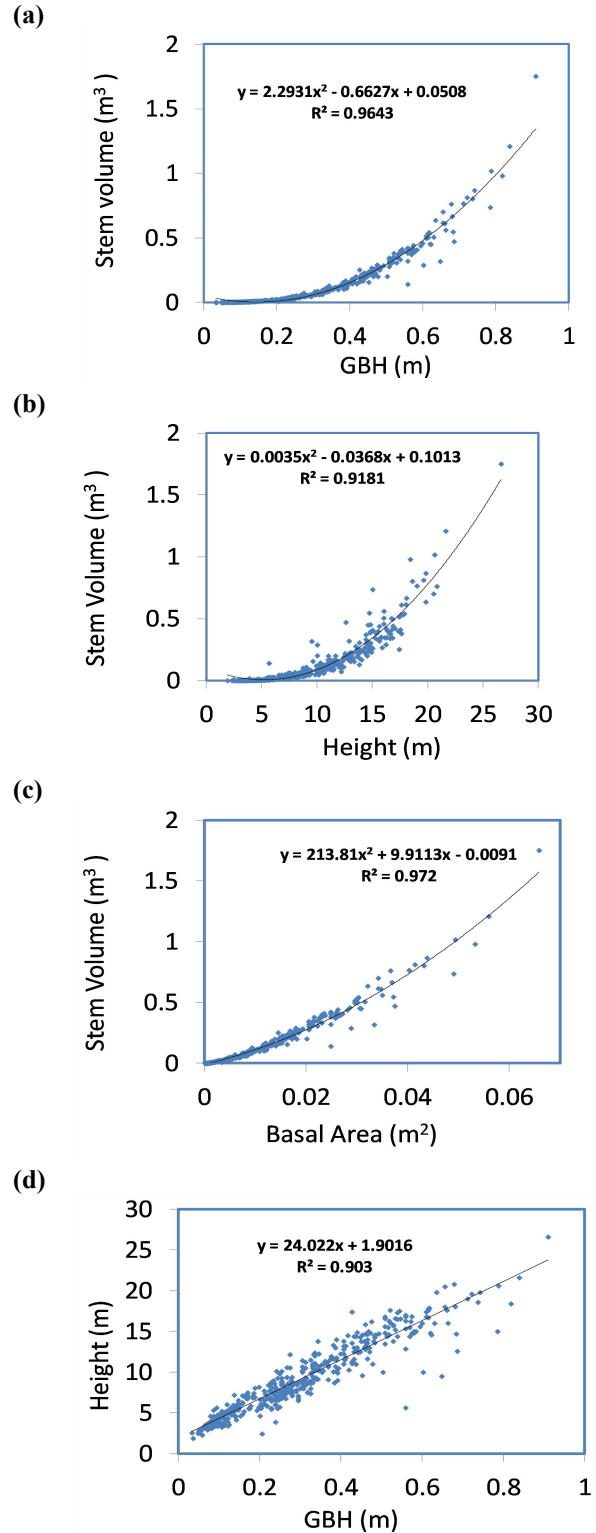 (a)
2
1.5
1
0.5
0
Stem volume (m³ )
y = 2.2931x² - 0.6627x + 0.0508
R² = 0.9643
0 0.2 0.4 0.6 0.8 1
GBH (m)
(b)
2
1.5
1
0.5
0
Stem Volume (m³ )
y = 0.0035x² - 0.0368x + 0.1013
R² = 0.9181
0 5 10 15 20 25 30
Height (m)
(c)
2
1.5
1
0.5
0
Stem Volume (m³ )
y = 213.81x² + 9.9113x - 0.0091
R² = 0.972
0 0.02 0.04 0.06
Basal Area (m²)
(d)
30
25
20
15
10
5
0
Height (m)
y = 24.022x + 1.9016
R² = 0.903
0 0.2 0.4 0.6 0.8 1
GBH (m)